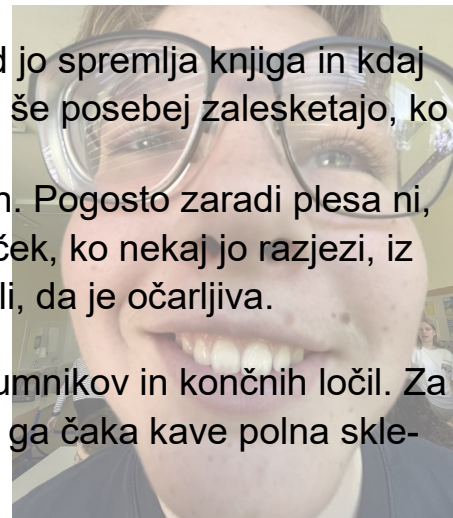 d jo spremlja knjiga in kdaj
še posebej zalesketajo, ko
n. Pogosto zaradi plesa ni,
ček, ko nekaj jo razjezi, iz
li, da je očarljiva.
umnikov in končnih ločil. Za
ga čaka kave polna skle-